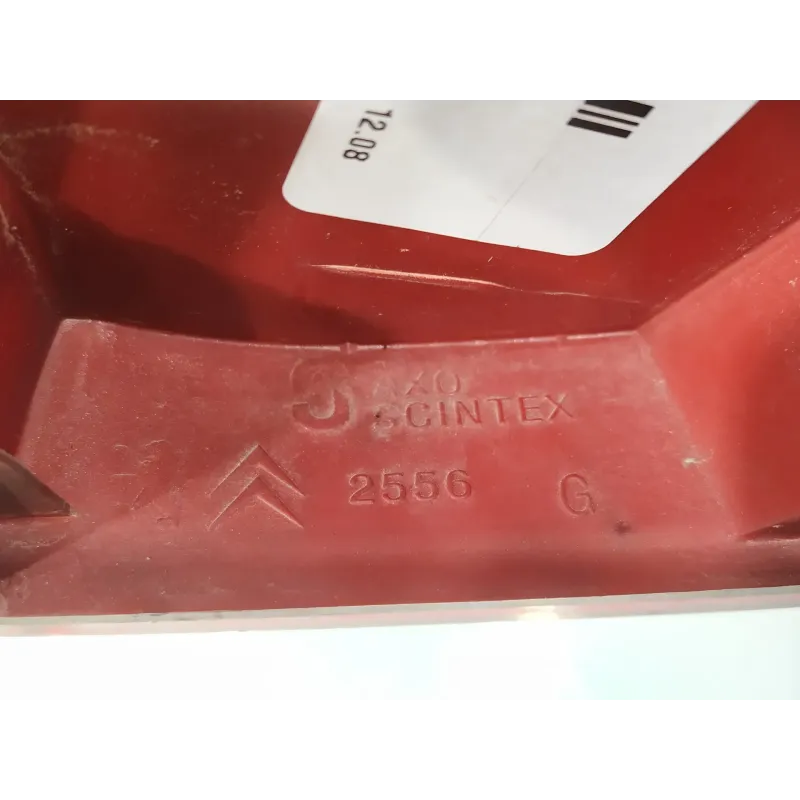 12.08
AXO
SCINTEX
2556 G